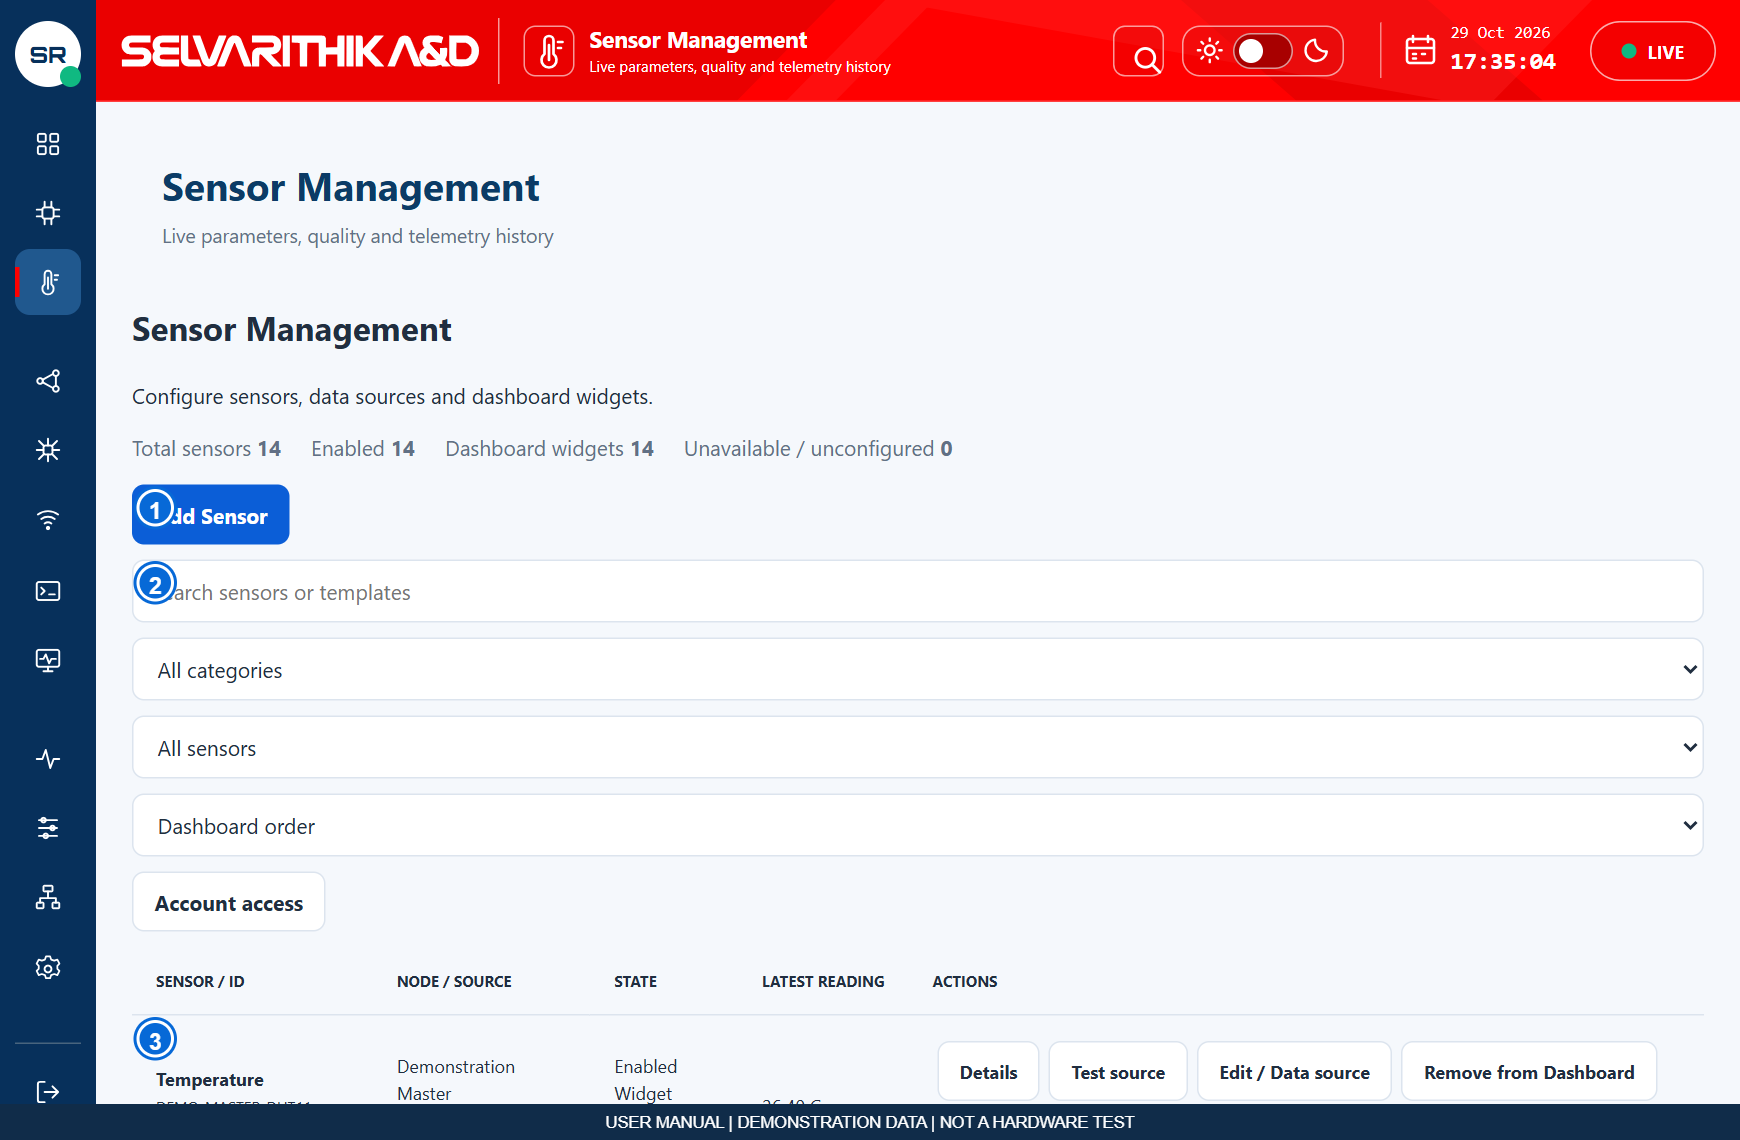 SR
SELVARITHIK A&D
Sensor Management
Live parameters, quality and telemetry history
29 Oct 2026
17:35:04
LIVE
Sensor Management
Live parameters, quality and telemetry history
Sensor Management
Configure sensors, data sources and dashboard widgets.
Total sensors 14 Enabled 14 Dashboard widgets 14 Unavailable / unconfigured 0
1 dd Sensor
2 arch sensors or templates
All categories
All sensors
Dashboard order
Account access
SENSOR / ID NODE / SOURCE STATE LATEST READING ACTIONS
3
Temperature
Demonstration
Master
Enabled
Widget
Details Test source Edit / Data source Remove from Dashboard
USER MANUAL | DEMONSTRATION DATA | NOT A HARDWARE TEST